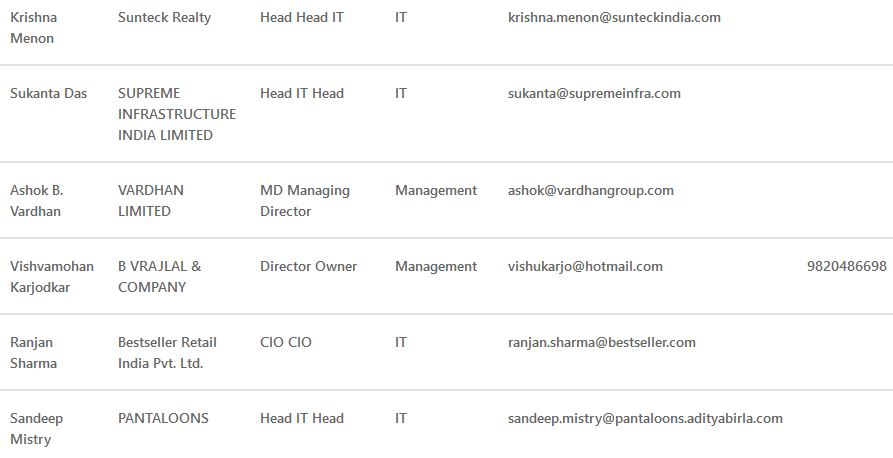 Krishna Menon Sunteck Realty Head Head IT IT krishna.menon@sunteckindia.com
Sukanta Das SUPREME INFRASTRUCTURE INDIA LIMITED Head IT Head IT sukanta@supremeinfra.com
Ashok B. Vardhan VARDHAN LIMITED MD Managing Director Management ashok@vardhangroup.com
Vishvamohan Karjodkar B VRAJLAL & COMPANY Director Owner Management vishukarjo@hotmail.com 9820486698
Ranjan Sharma Bestseller Retail India Pvt. Ltd. CIO CIO IT ranjan.sharma@bestseller.com
Sandeep Mistry PANTALOONS Head IT Head IT sandeep.mistry@pantaloons.adityabirla.com